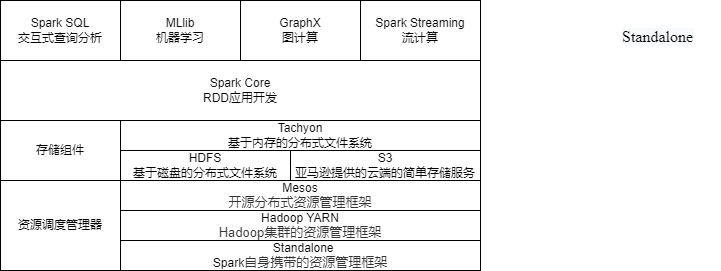 Spark SQL
交互式查询分析
MLlib
机器学习
GraphX
图计算
Spark Streaming
流计算
Standalone
Spark Core
RDD应用开发
存储组件
Tachyon
基于内存的分布式文件系统
HDFS
基于磁盘的分布式文件系统
S3
亚马逊提供的云端的简单存储服务
资源调度管理器
Mesos
开源分布式资源管理框架
Hadoop YARN
Hadoop集群的资源管理框架
Standalone
Spark自身携带的资源管理框架